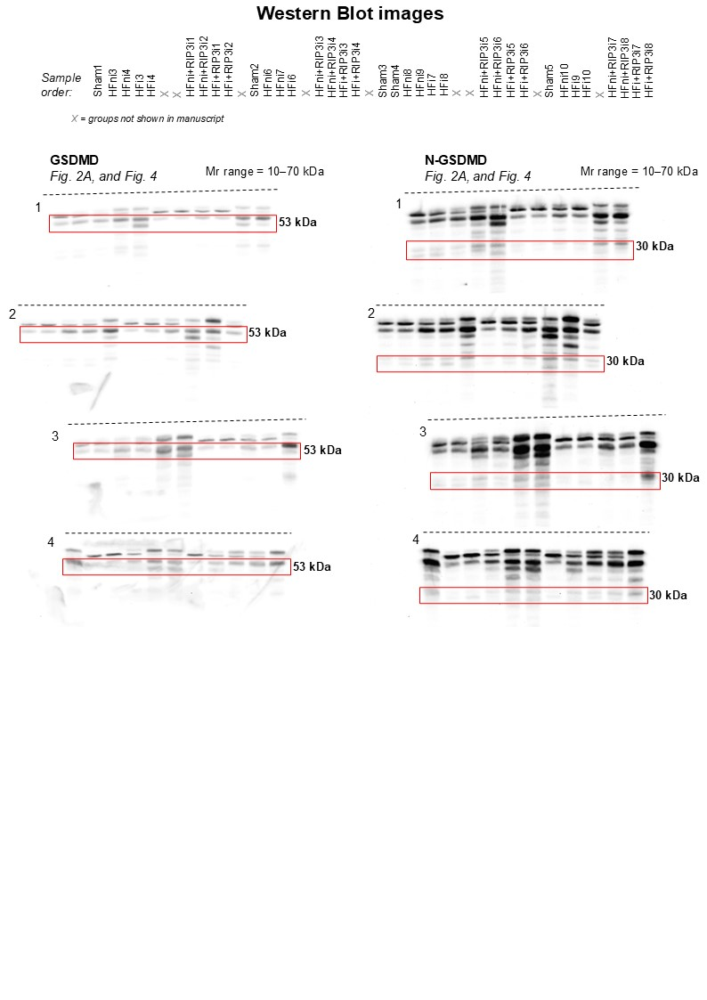 Western Blot images
Sample order:
Sham1
HFni3
HFni4
HFi3
HFi4
X
X
HFni+RIP3i1
HFni+RIP3i2
HFi+RIP3i1
HFi+RIP3i2
X
Sham2
HFni6
HFni7
HFi6
X
HFni+RIP3i3
HFni+RIP3i4
HFi+RIP3i3
HFi+RIP3i4
X
Sham3
Sham4
HFni8
HFni9
HFi7
HFi8
X
X
HFni+RIP3i5
HFni+RIP3i6
HFi+RIP3i5
HFi+RIP3i6
X
Sham5
HFni10
HFi9
HFi10
X
HFni+RIP3i7
HFni+RIP3i8
HFi+RIP3i7
HFi+RIP3i8
X = groups not shown in manuscript
GSDMD
Fig. 2A, and Fig. 4
Mr range = 10–70 kDa
1
53 kDa
2
53 kDa
3
53 kDa
4
53 kDa
N-GSDMD
Fig. 2A, and Fig. 4
Mr range = 10–70 kDa
1
30 kDa
2
30 kDa
3
30 kDa
4
30 kDa